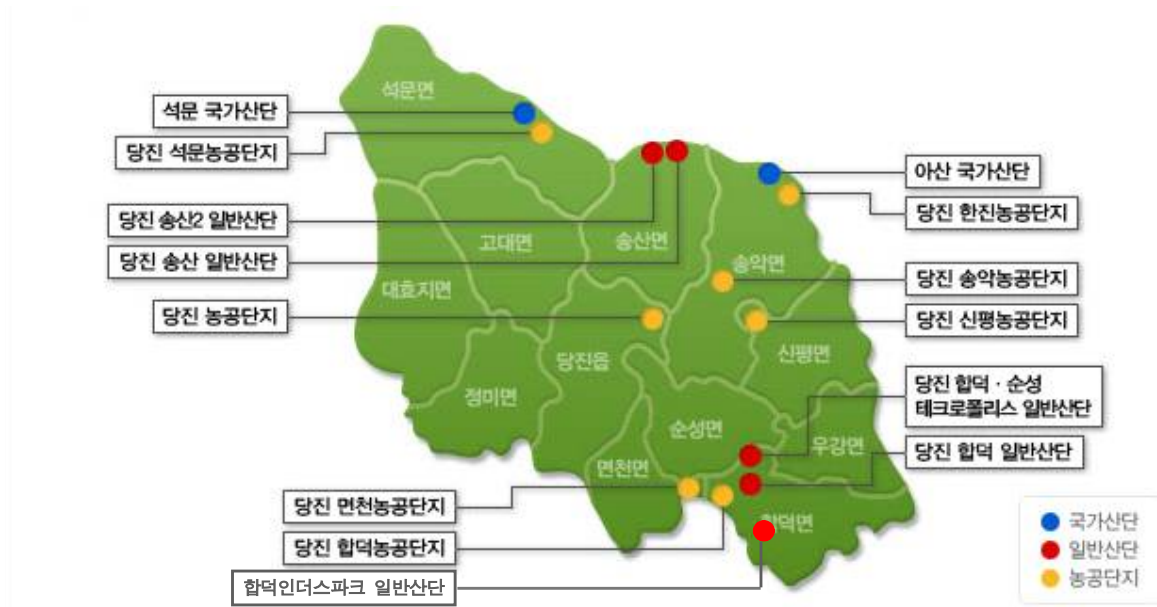 석문면
석문 국가산단
당진 석문농공단지
아산 국가산단
당진 한진농공단지
당진 송산2 일반산단
고대면
송산면
당진 송산 일반산단
송악면
당진 송악농공단지
대호지면
당진 농공단지
당진 신평농공단지
당진읍
신평면
정미면
당진 합덕 · 순성
테크로폴리스 일반산단
순성면
우강면
당진 합덕 일반산단
면천면
당진 면천농공단지
합덕면
당진 합덕농공단지
합덕인더스파크 일반산단
국가산단
일반산단
농공단지